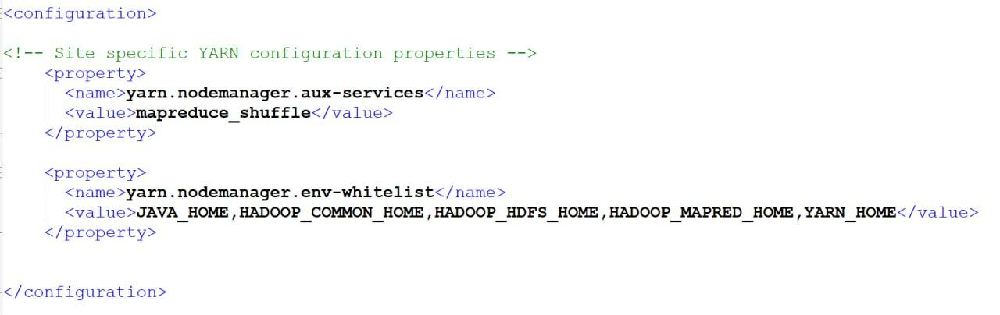 <configuration>
<!-- Site specific YARN configuration properties -->
<property>
<name>yarn.nodemanager.aux-services</name>
<value>mapreduce_shuffle</value>
</property>
<property>
<name>yarn.nodemanager.env-whitelist</name>
<value>JAVA_HOME,HADOOP_COMMON_HOME,HADOOP_HDFS_HOME,HADOOP_MAPRED_HOME,YARN_HOME</value>
</property>
</configuration>